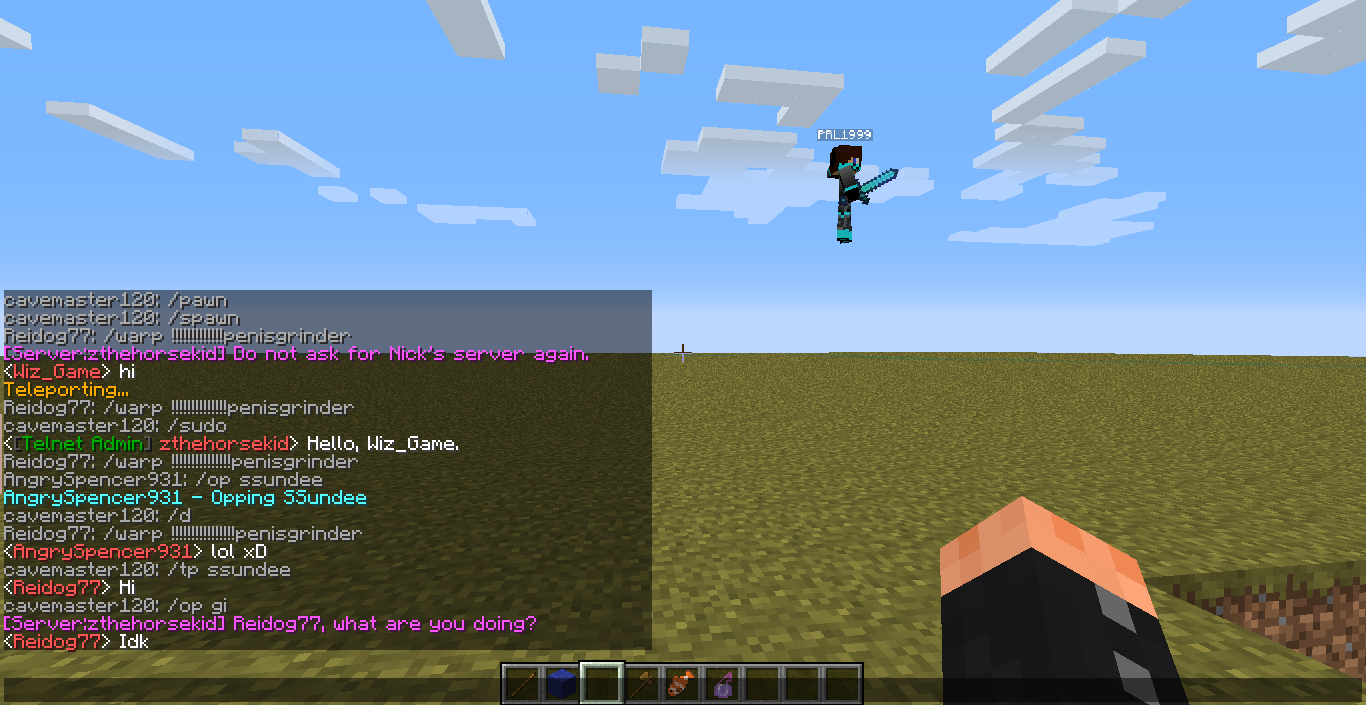 PRL1999
cavemaster120: /pawn
cavemaster120: /spawn
Reidog77: /warp !!!!!!!!!!!!!penisgrinder
[Server:zthehorsekid] Do not ask for Nick's server again.
<Wiz_Game> hi
Teleporting...
Reidog77: /warp !!!!!!!!!!!!!!penisgrinder
cavemaster120: /sudo
<[Telnet Admin] zthehorsekid> Hello, Wiz_Game.
Reidog77: /warp !!!!!!!!!!!!!!!penisgrinder
AngrySpencer931: /op ssundee
AngrySpencer931 - Opping SSundee
cavemaster120: /d
Reidog77: /warp !!!!!!!!!!!!!!!!penisgrinder
<AngrySpencer931> lol xD
cavemaster120: /tp ssundee
<Reidog77> Hi
cavemaster120: /op gi
[Server:zthehorsekid] Reidog77, what are you doing?
<Reidog77> Idk